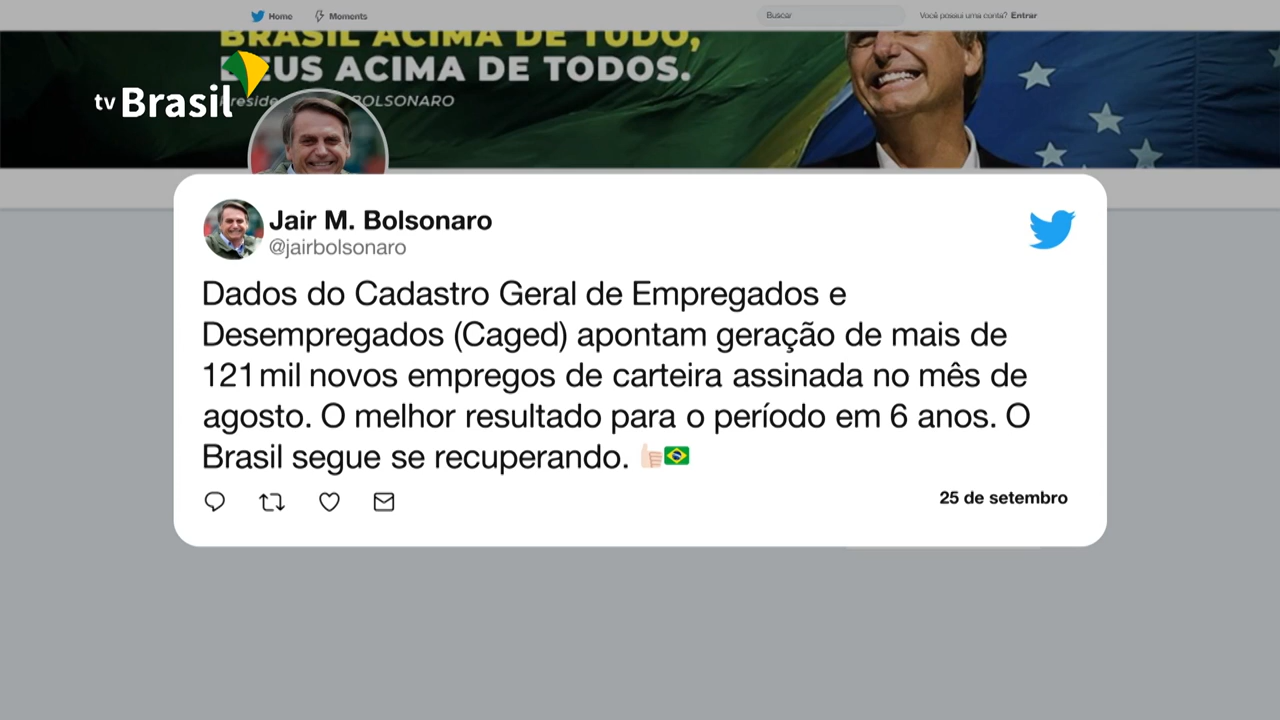 Home Moments Buscar Você possui uma conta? Entrar
BRASIL ACIMA DE TUDO,
DEUS ACIMA DE TODOS.
BOLSONARO
tv Brasil
Jair M. Bolsonaro
@jairbolsonaro
Dados do Cadastro Geral de Empregados e
Desempregados (Caged) apontam geração de mais de
121 mil novos empregos de carteira assinada no mês de
agosto. O melhor resultado para o período em 6 anos. O
Brasil segue se recuperando. 👍🏻🇧🇷
25 de setembro